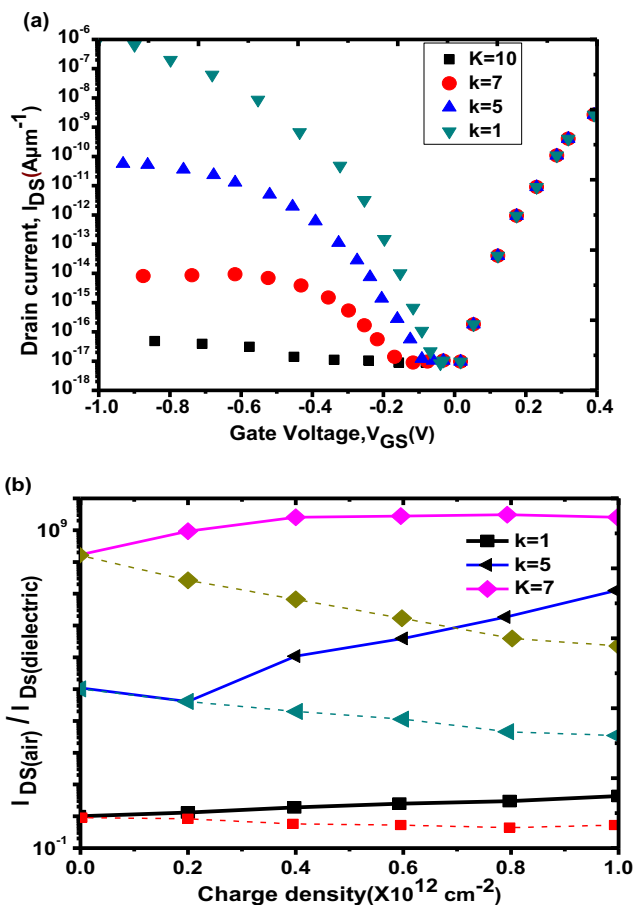 (a)
Drain current, I_DS(Aµm⁻¹)
10⁻⁶
10⁻⁷
10⁻⁸
10⁻⁹
10⁻¹⁰
10⁻¹¹
10⁻¹²
10⁻¹³
10⁻¹⁴
10⁻¹⁵
10⁻¹⁶
10⁻¹⁷
10⁻¹⁸
K=10
k=7
k=5
k=1
-1.0 -0.8 -0.6 -0.4 -0.2 0.0 0.2 0.4
Gate Voltage,V_GS(V)
(b)
I_DS(air) / I_Ds(dielectric)
10⁹
10⁻¹
k=1
k=5
K=7
0.0 0.2 0.4 0.6 0.8 1.0
Charge density(X10¹² cm⁻²)